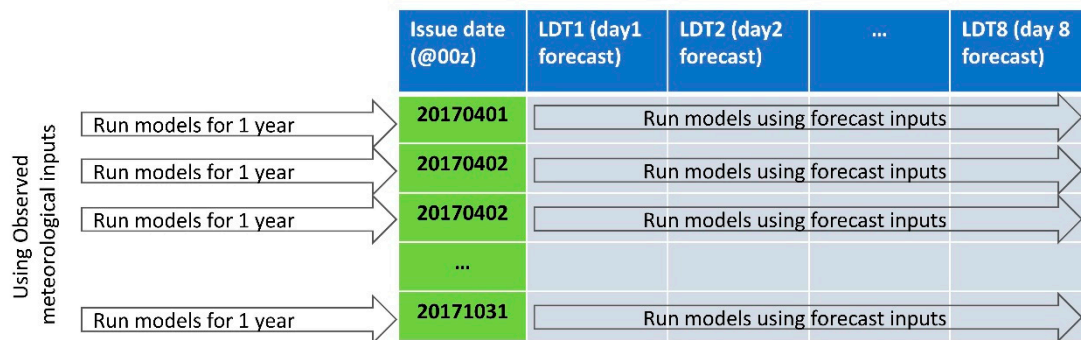 Issue date
(@00z)
LDT1 (day1
forecast)
LDT2 (day2
forecast)
...
LDT8 (day 8
forecast)
Using Observed
meteorological inputs
Run models for 1 year
20170401
Run models using forecast inputs
Run models for 1 year
20170402
Run models using forecast inputs
Run models for 1 year
20170402
Run models using forecast inputs
...
Run models for 1 year
20171031
Run models using forecast inputs